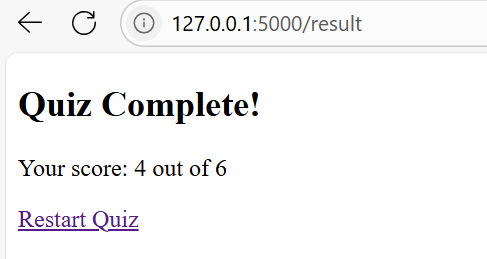 127.0.0.1:5000/result
Quiz Complete!
Your score: 4 out of 6
Restart Quiz